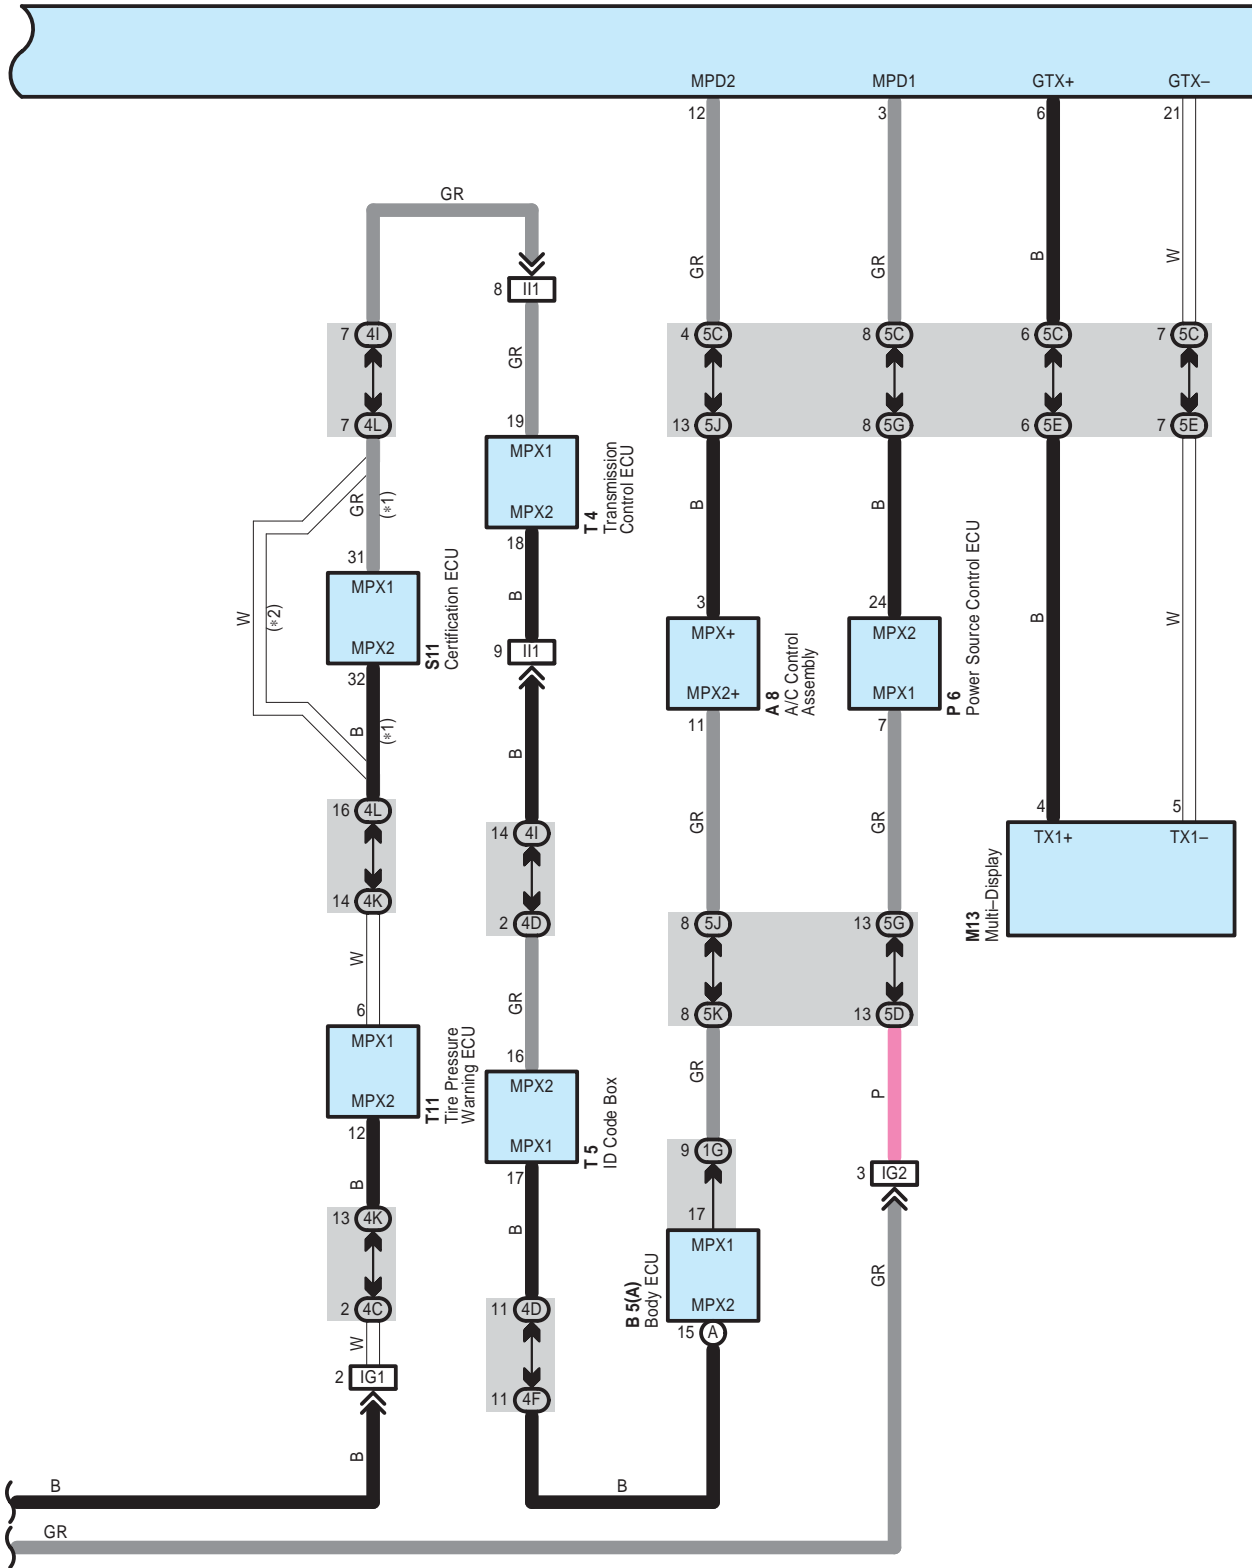 MPD2 MPD1 GTX+ GTX–
12 3 6 21
GR
GR GR B W
8 II1
7 4I
4 5C 8 5C 6 5C 7 5C
GR
7 4L
19
13 5J 8 5G 6 5E 7 5E
MPX1
MPX2
T 4
Transmission
Control ECU
GR
(*1)
B B
18
31
MPX1
MPX2
S11
Certification ECU
W
(*2)
B
3 24
MPX+
MPX2+
A 8
A/C Control
Assembly
MPX2
MPX1
P 6
Power Source Control ECU
B W
9 II1
32
11 7
B
(*1)
B
16 4L
14 4I
GR GR
4 5
TX1+ TX1–
M13
Multi–Display
14 4K
2 4D
8 5J 13 5G
W
GR
6
8 5K 13 5D
MPX1
MPX2
T11
Tire Pressure
Warning ECU
16
MPX2
MPX1
T 5
ID Code Box
GR P
12
9 1G
3 IG2
B
17
B
13 4K
17
MPX1
MPX2
B 5(A)
Body ECU
GR
2 4C
11 4D
15 A
W
2 IG1
11 4F
B
B B
GR